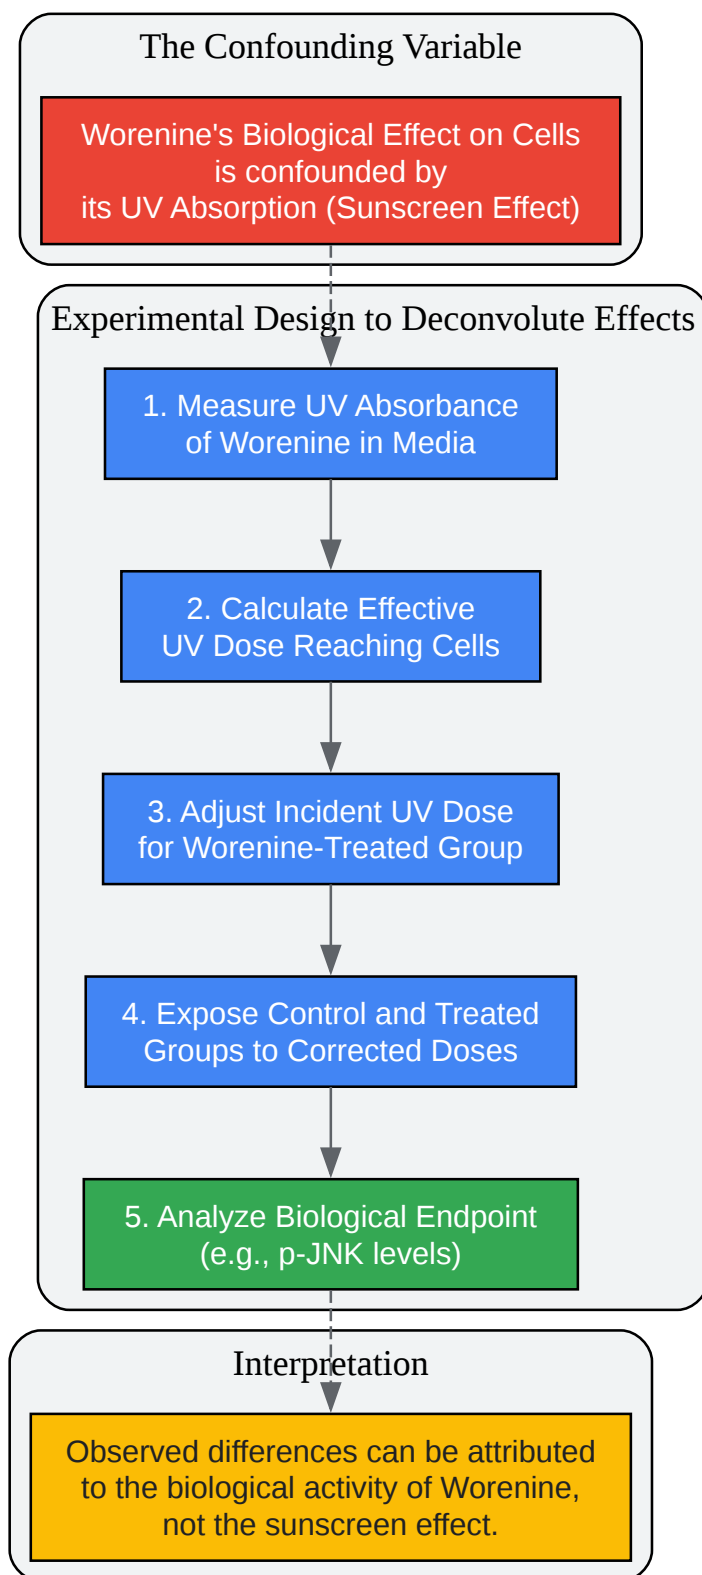 The Confounding Variable
Worenine's Biological Effect on Cells
is confounded by
its UV Absorption (Sunscreen Effect)
Experimental Design to Deconvolute Effects
1. Measure UV Absorbance
of Worenine in Media
2. Calculate Effective
UV Dose Reaching Cells
3. Adjust Incident UV Dose
for Worenine-Treated Group
4. Expose Control and Treated
Groups to Corrected Doses
5. Analyze Biological Endpoint
(e.g., p-JNK levels)
Interpretation
Observed differences can be attributed
to the biological activity of Worenine,
not the sunscreen effect.